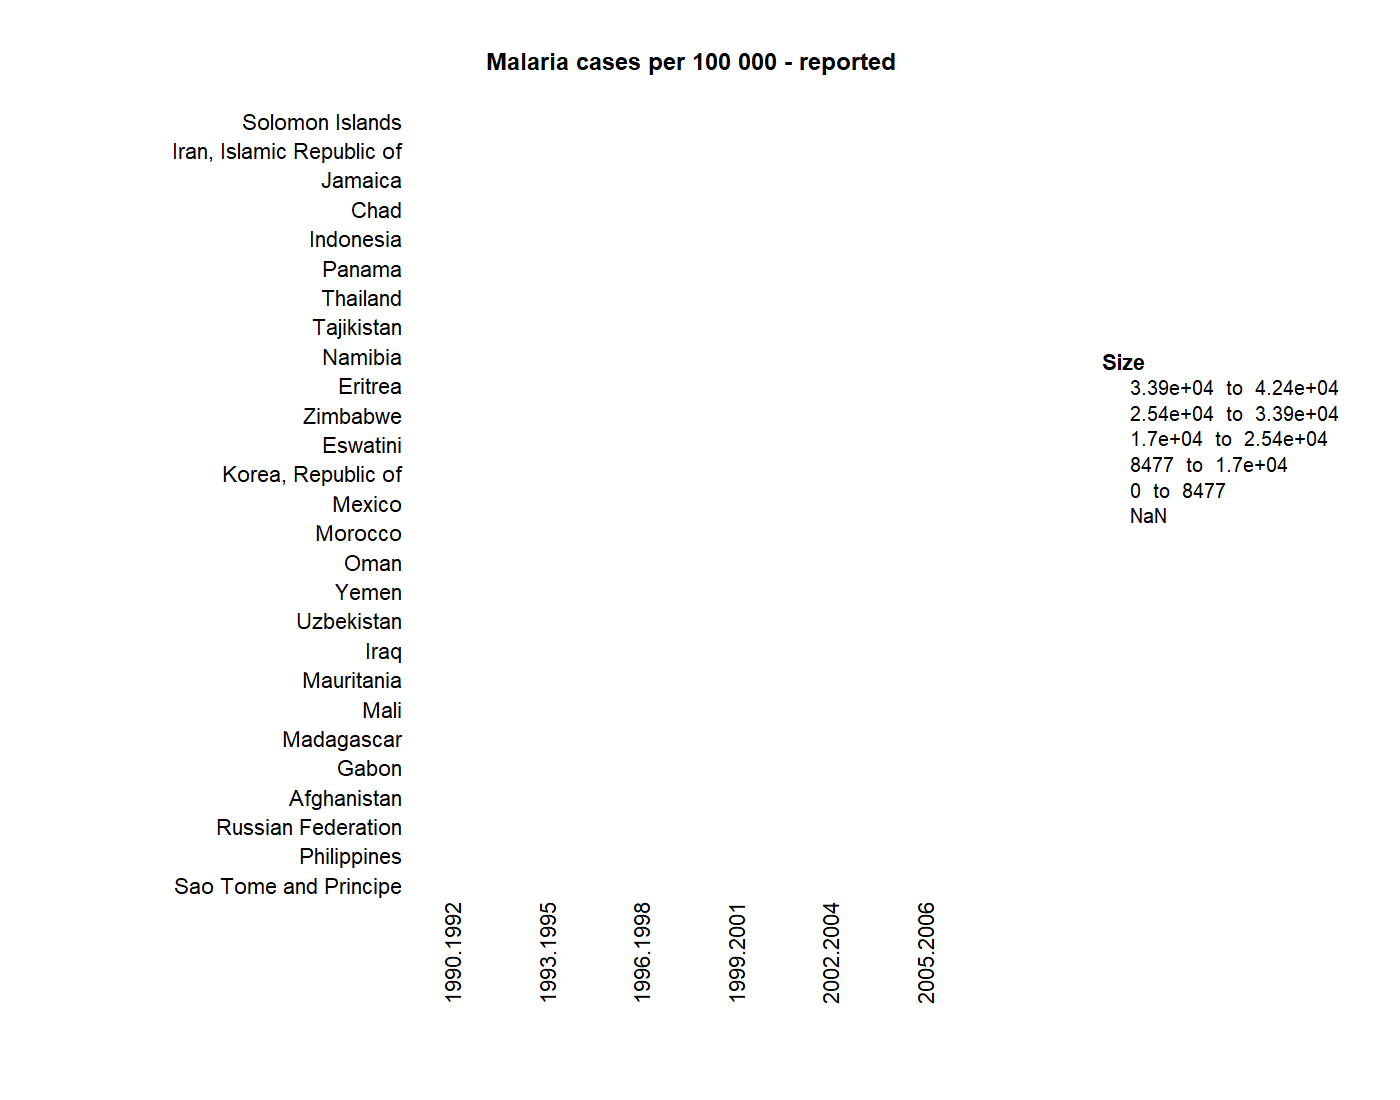 Malaria cases per 100 000 - reported
Solomon Islands
Iran, Islamic Republic of
Jamaica
Chad
Indonesia
Panama
Thailand
Tajikistan
Namibia
Eritrea
Zimbabwe
Eswatini
Korea, Republic of
Mexico
Morocco
Oman
Yemen
Uzbekistan
Iraq
Mauritania
Mali
Madagascar
Gabon
Afghanistan
Russian Federation
Philippines
Sao Tome and Principe
1990.1992
1993.1995
1996.1998
1999.2001
2002.2004
2005.2006
Size
3.39e+04 to 4.24e+04
2.54e+04 to 3.39e+04
1.7e+04 to 2.54e+04
8477 to 1.7e+04
0 to 8477
NaN